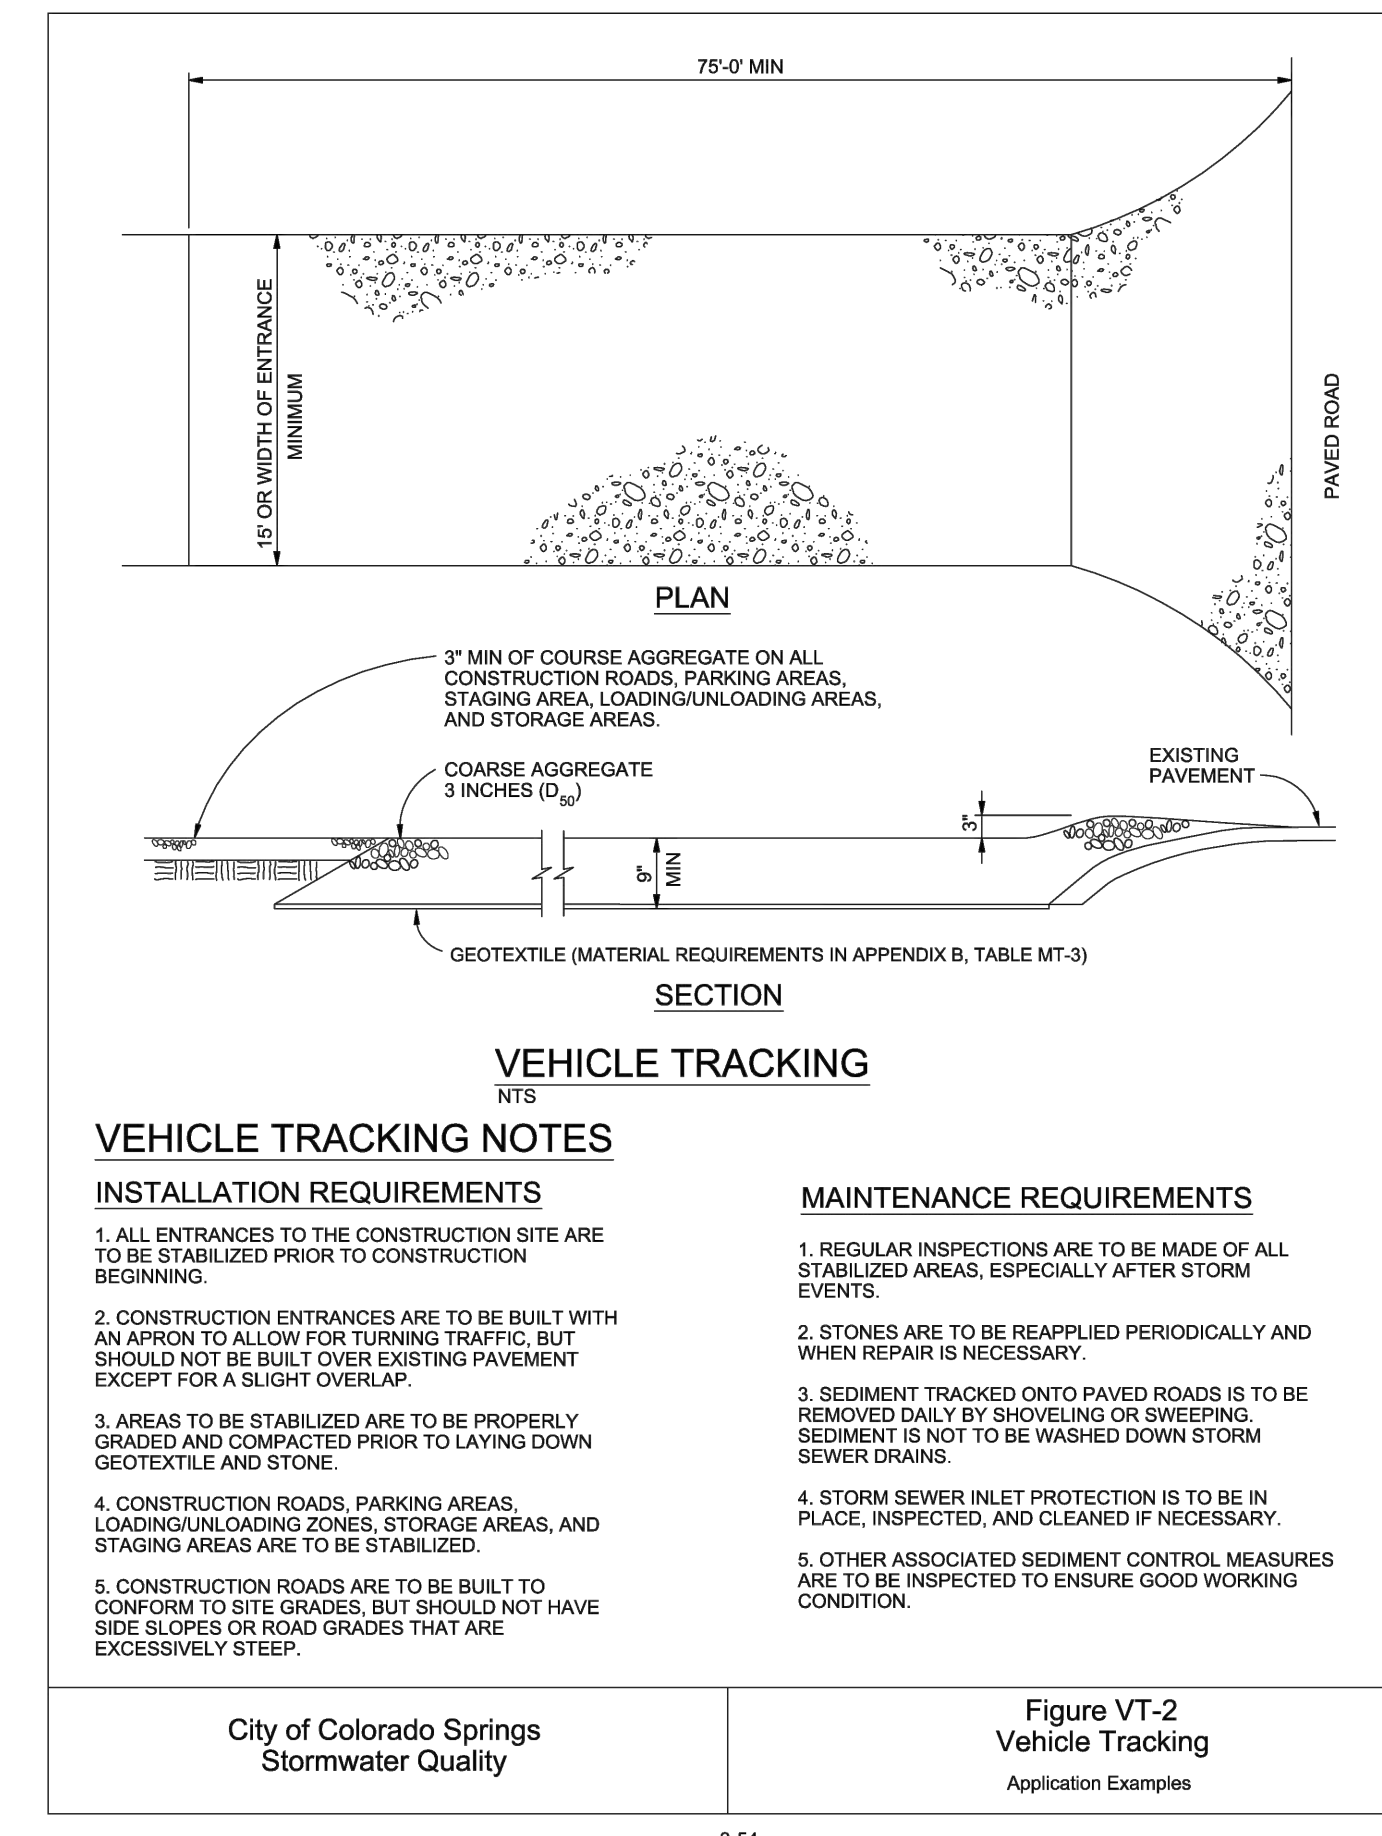 75'-0' MIN
15' OR WIDTH OF ENTRANCE
MINIMUM
PAVED ROAD
PLAN
3" MIN OF COURSE AGGREGATE ON ALL
CONSTRUCTION ROADS, PARKING AREAS,
STAGING AREA, LOADING/UNLOADING AREAS,
AND STORAGE AREAS.
COARSE AGGREGATE
3 INCHES (D50)
EXISTING
PAVEMENT
3"
9"
MIN
GEOTEXTILE (MATERIAL REQUIREMENTS IN APPENDIX B, TABLE MT-3)
SECTION
VEHICLE TRACKING
NTS
VEHICLE TRACKING NOTES
INSTALLATION REQUIREMENTS
1. ALL ENTRANCES TO THE CONSTRUCTION SITE ARE
TO BE STABILIZED PRIOR TO CONSTRUCTION
BEGINNING.
2. CONSTRUCTION ENTRANCES ARE TO BE BUILT WITH
AN APRON TO ALLOW FOR TURNING TRAFFIC, BUT
SHOULD NOT BE BUILT OVER EXISTING PAVEMENT
EXCEPT FOR A SLIGHT OVERLAP.
3. AREAS TO BE STABILIZED ARE TO BE PROPERLY
GRADED AND COMPACTED PRIOR TO LAYING DOWN
GEOTEXTILE AND STONE.
4. CONSTRUCTION ROADS, PARKING AREAS,
LOADING/UNLOADING ZONES, STORAGE AREAS, AND
STAGING AREAS ARE TO BE STABILIZED.
5. CONSTRUCTION ROADS ARE TO BE BUILT TO
CONFORM TO SITE GRADES, BUT SHOULD NOT HAVE
SIDE SLOPES OR ROAD GRADES THAT ARE
EXCESSIVELY STEEP.
MAINTENANCE REQUIREMENTS
1. REGULAR INSPECTIONS ARE TO BE MADE OF ALL
STABILIZED AREAS, ESPECIALLY AFTER STORM
EVENTS.
2. STONES ARE TO BE REAPPLIED PERIODICALLY AND
WHEN REPAIR IS NECESSARY.
3. SEDIMENT TRACKED ONTO PAVED ROADS IS TO BE
REMOVED DAILY BY SHOVELING OR SWEEPING.
SEDIMENT IS NOT TO BE WASHED DOWN STORM
SEWER DRAINS.
4. STORM SEWER INLET PROTECTION IS TO BE IN
PLACE, INSPECTED, AND CLEANED IF NECESSARY.
5. OTHER ASSOCIATED SEDIMENT CONTROL MEASURES
ARE TO BE INSPECTED TO ENSURE GOOD WORKING
CONDITION.
City of Colorado Springs
Stormwater Quality
Figure VT-2
Vehicle Tracking
Application Examples